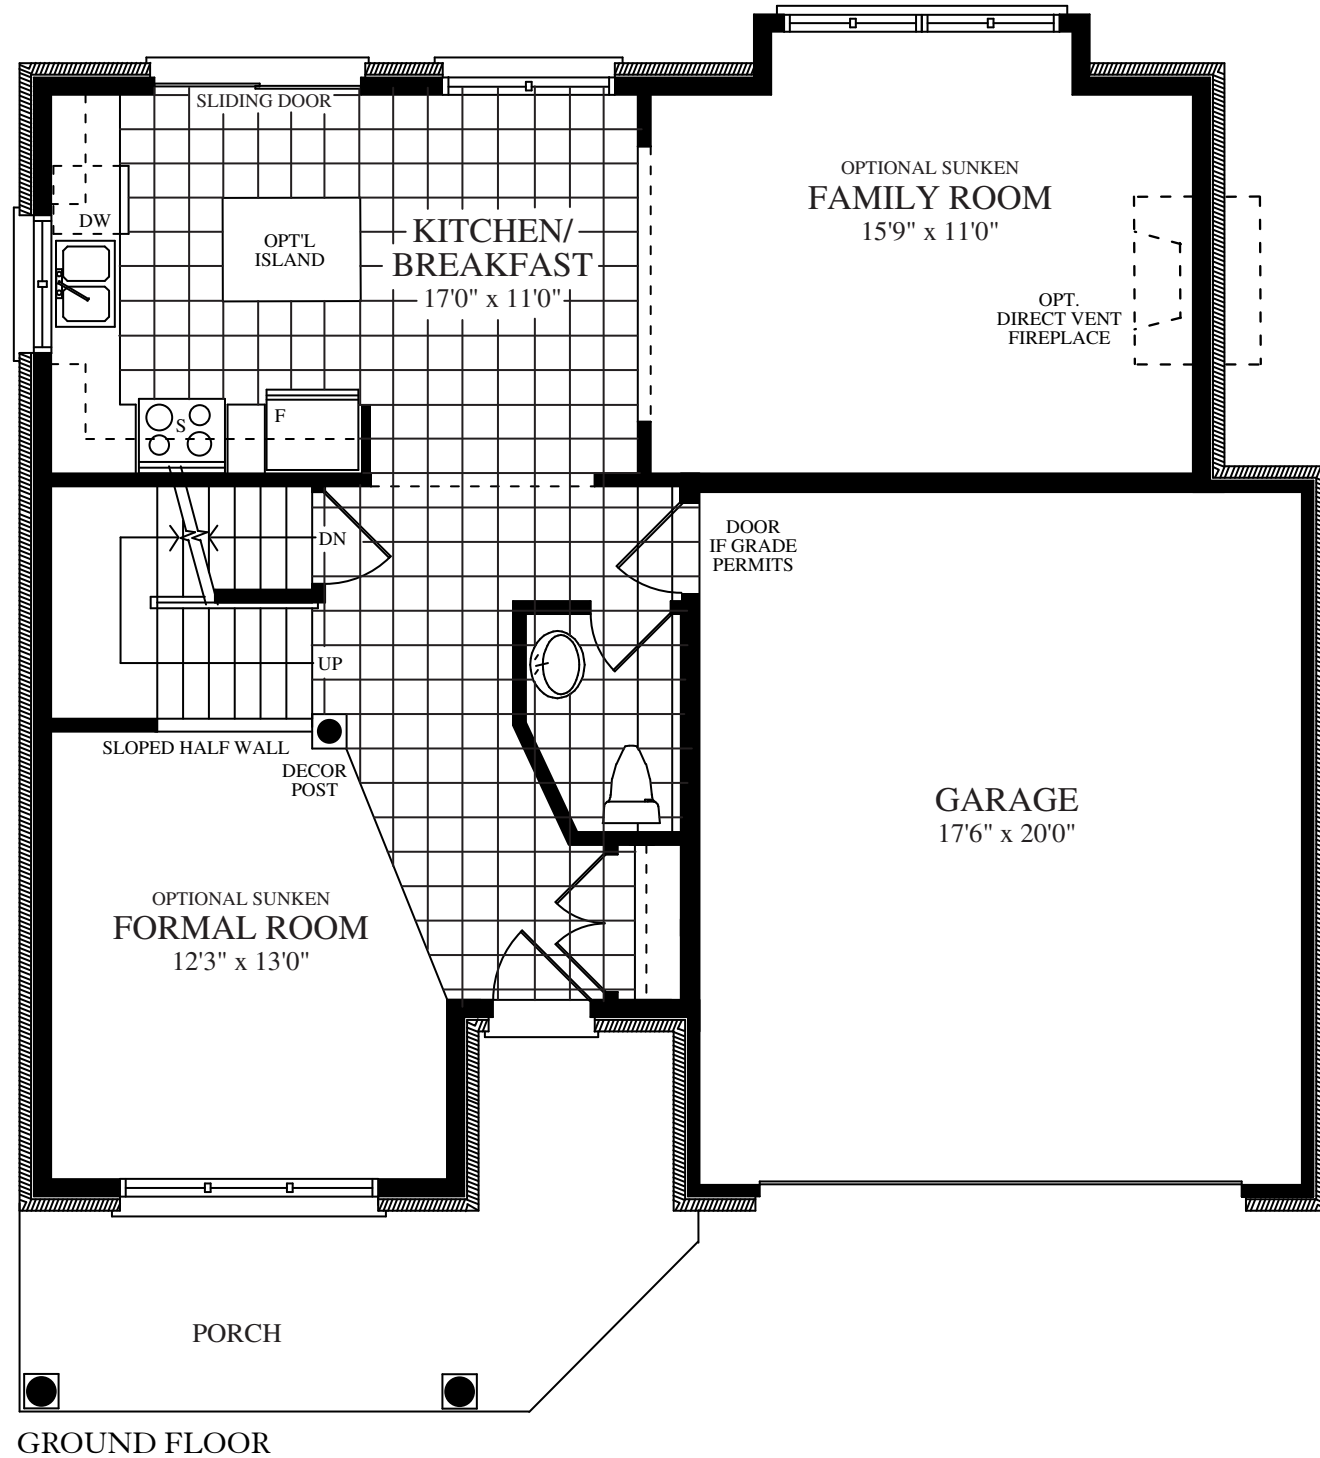 SLIDING DOOR
OPTIONAL SUNKEN
FAMILY ROOM
15'9" x 11'0"
DW
OPT'L
ISLAND
KITCHEN/
BREAKFAST
17'0" x 11'0"
OPT.
DIRECT VENT
FIREPLACE
S
F
DN
DOOR
IF GRADE
PERMITS
UP
SLOPED HALF WALL
DECOR
POST
GARAGE
17'6" x 20'0"
OPTIONAL SUNKEN
FORMAL ROOM
12'3" x 13'0"
PORCH
GROUND FLOOR